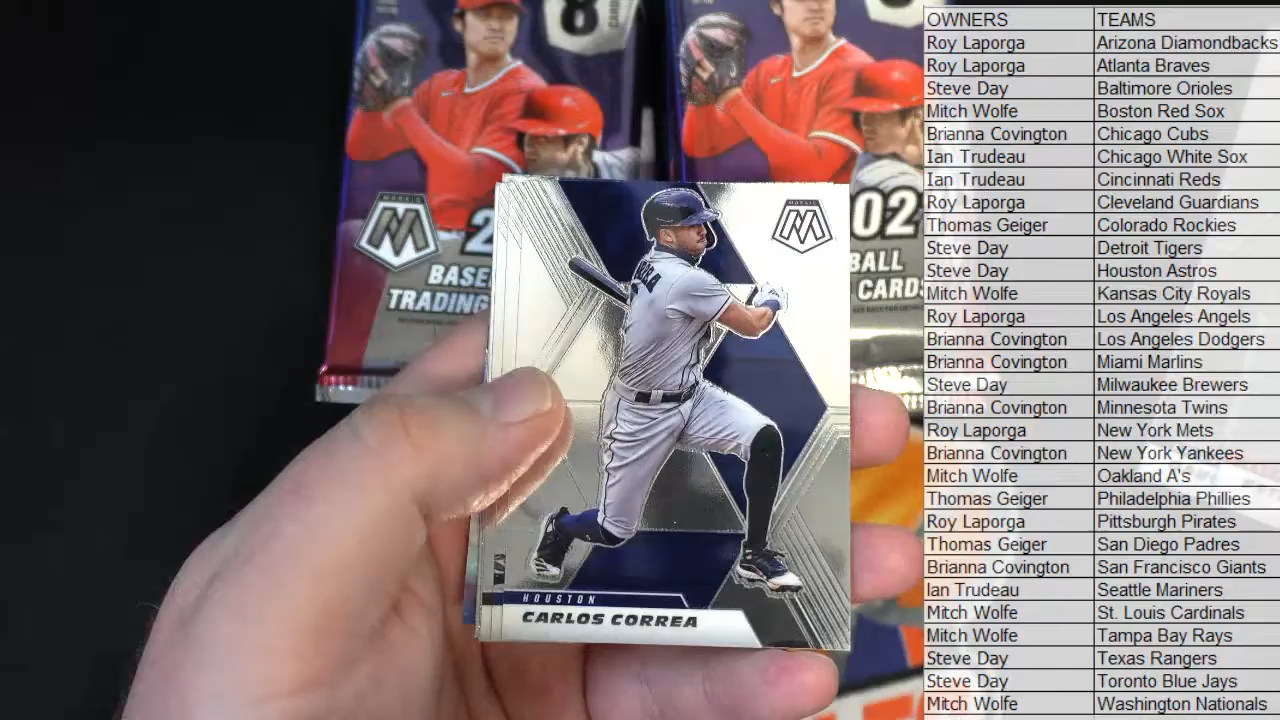 8
CARDS
2
BASE
TRADING
02
BALL
CARDS
MOSAIC
HOUSTON
CARLOS CORREA
OWNERS TEAMS
Roy Laporga Arizona Diamondbacks
Roy Laporga Atlanta Braves
Steve Day Baltimore Orioles
Mitch Wolfe Boston Red Sox
Brianna Covington Chicago Cubs
Ian Trudeau Chicago White Sox
Ian Trudeau Cincinnati Reds
Roy Laporga Cleveland Guardians
Thomas Geiger Colorado Rockies
Steve Day Detroit Tigers
Steve Day Houston Astros
Mitch Wolfe Kansas City Royals
Roy Laporga Los Angeles Angels
Brianna Covington Los Angeles Dodgers
Brianna Covington Miami Marlins
Steve Day Milwaukee Brewers
Brianna Covington Minnesota Twins
Roy Laporga New York Mets
Brianna Covington New York Yankees
Mitch Wolfe Oakland A's
Thomas Geiger Philadelphia Phillies
Roy Laporga Pittsburgh Pirates
Thomas Geiger San Diego Padres
Brianna Covington San Francisco Giants
Ian Trudeau Seattle Mariners
Mitch Wolfe St. Louis Cardinals
Mitch Wolfe Tampa Bay Rays
Steve Day Texas Rangers
Steve Day Toronto Blue Jays
Mitch Wolfe Washington Nationals